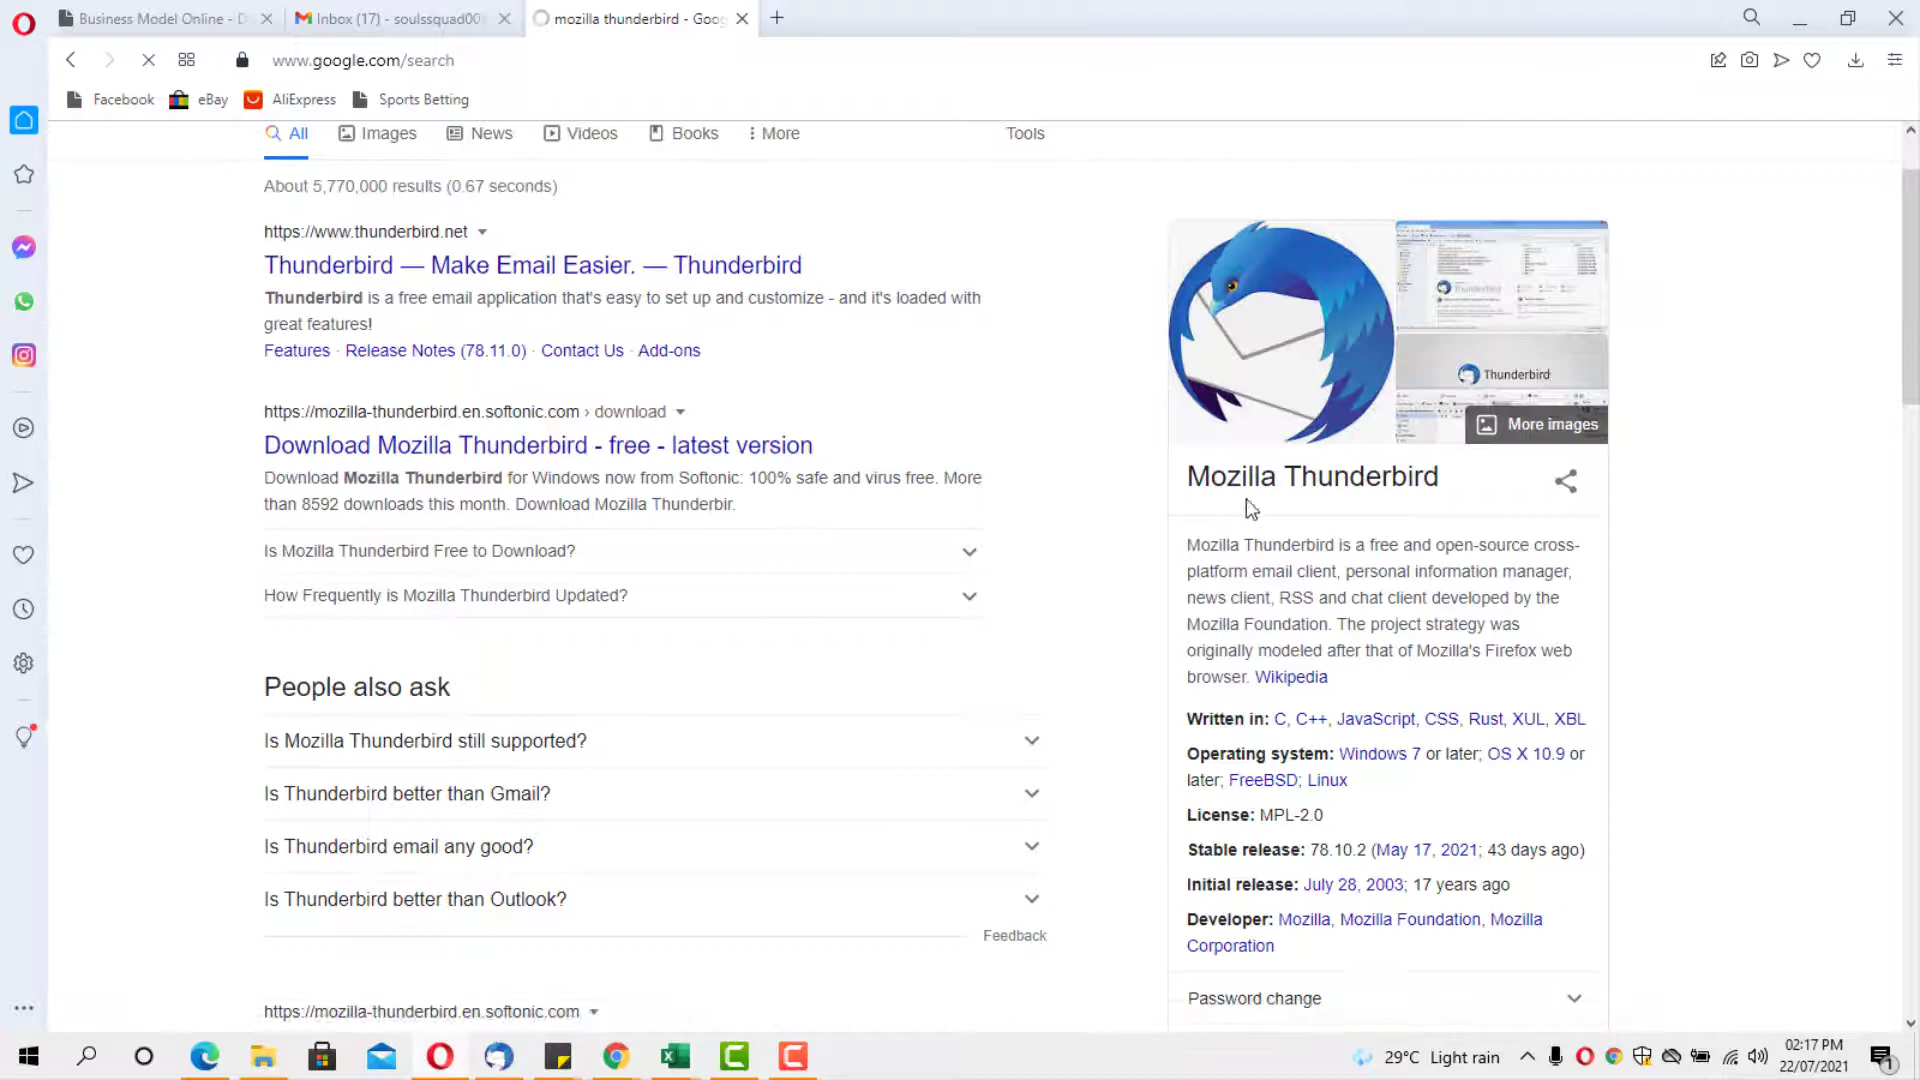 Business Model Online - D
Inbox (17) - soulssquad00
mozilla thunderbird - Goog
www.google.com/search
Facebook
eBay
AliExpress
Sports Betting
All
Images
News
Videos
Books
More
Tools
About 5,770,000 results (0.67 seconds)
https://www.thunderbird.net
Thunderbird — Make Email Easier. — Thunderbird
Thunderbird is a free email application that's easy to set up and customize - and it's loaded with
great features!
Features · Release Notes (78.11.0) · Contact Us · Add-ons
https://mozilla-thunderbird.en.softonic.com › download
Download Mozilla Thunderbird - free - latest version
Download Mozilla Thunderbird for Windows now from Softonic: 100% safe and virus free. More
than 8592 downloads this month. Download Mozilla Thunderbir.
Is Mozilla Thunderbird Free to Download?
How Frequently is Mozilla Thunderbird Updated?
People also ask
Is Mozilla Thunderbird still supported?
Is Thunderbird better than Gmail?
Is Thunderbird email any good?
Is Thunderbird better than Outlook?
Feedback
https://mozilla-thunderbird.en.softonic.com
Thunderbird
More images
Mozilla Thunderbird
Mozilla Thunderbird is a free and open-source cross-
platform email client, personal information manager,
news client, RSS and chat client developed by the
Mozilla Foundation. The project strategy was
originally modeled after that of Mozilla's Firefox web
browser. Wikipedia
Written in: C, C++, JavaScript, CSS, Rust, XUL, XBL
Operating system: Windows 7 or later; OS X 10.9 or
later; FreeBSD; Linux
License: MPL-2.0
Stable release: 78.10.2 (May 17, 2021; 43 days ago)
Initial release: July 28, 2003; 17 years ago
Developer: Mozilla, Mozilla Foundation, Mozilla
Corporation
Password change
29°C Light rain
02:17 PM
22/07/2021
1